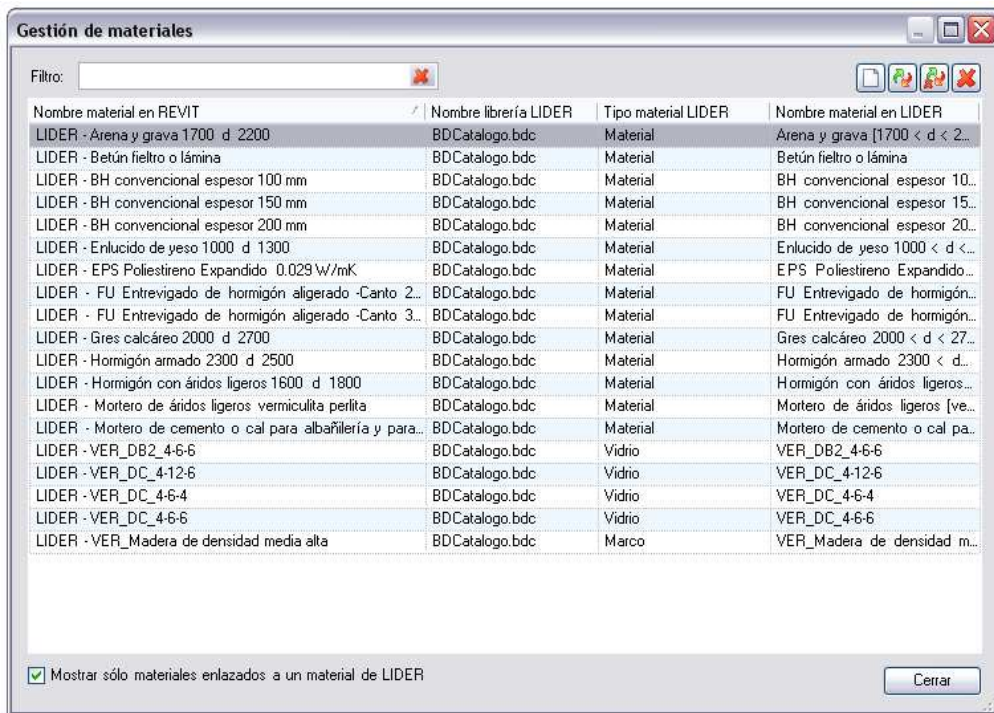 Gestión de materiales
Filtro:
Nombre material en REVIT Nombre librería LIDER Tipo material LIDER Nombre material en LIDER
LIDER - Arena y grava 1700 d 2200 BDCatalogo.bdc Material Arena y grava [1700 < d < 2...
LIDER - Betún fieltro o lámina BDCatalogo.bdc Material Betún fieltro o lámina
LIDER - BH convencional espesor 100 mm BDCatalogo.bdc Material BH convencional espesor 10...
LIDER - BH convencional espesor 150 mm BDCatalogo.bdc Material BH convencional espesor 15...
LIDER - BH convencional espesor 200 mm BDCatalogo.bdc Material BH convencional espesor 20...
LIDER - Enlucido de yeso 1000 d 1300 BDCatalogo.bdc Material Enlucido de yeso 1000 < d <...
LIDER - EPS Poliestireno Expandido 0.029 W/mK BDCatalogo.bdc Material EPS Poliestireno Expandido...
LIDER - FU Entrevigado de hormigón aligerado -Canto 2... BDCatalogo.bdc Material FU Entrevigado de hormigón...
LIDER - FU Entrevigado de hormigón aligerado -Canto 3... BDCatalogo.bdc Material FU Entrevigado de hormigón...
LIDER - Gres calcáreo 2000 d 2700 BDCatalogo.bdc Material Gres calcáreo 2000 < d < 27...
LIDER - Hormigón armado 2300 d 2500 BDCatalogo.bdc Material Hormigón armado 2300 < d...
LIDER - Hormigón con áridos ligeros 1600 d 1800 BDCatalogo.bdc Material Hormigón con áridos ligeros...
LIDER - Mortero de áridos ligeros vermiculita perlita BDCatalogo.bdc Material Mortero de áridos ligeros [ve...
LIDER - Mortero de cemento o cal para albañilería y para... BDCatalogo.bdc Material Mortero de cemento o cal pa...
LIDER - VER_DB2_4-6-6 BDCatalogo.bdc Vidrio VER_DB2_4-6-6
LIDER - VER_DC_4-12-6 BDCatalogo.bdc Vidrio VER_DC_4-12-6
LIDER - VER_DC_4-6-4 BDCatalogo.bdc Vidrio VER_DC_4-6-4
LIDER - VER_DC_4-6-6 BDCatalogo.bdc Vidrio VER_DC_4-6-6
LIDER - VER_Madera de densidad media alta BDCatalogo.bdc Marco VER_Madera de densidad m...
Mostrar sólo materiales enlazados a un material de LIDER
Cerrar